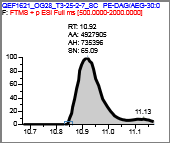 QEF1621_OG28_T3-25-2-7_SC PE-DAG/AEG-30:0
F: FTMS + p ESI Full ms [500.0000-2000.0000]
RT: 10.92
AA: 4927905
AH: 735396
SN: 65.09
100
80
60
40
20
0
11.13
10.7 10.8 10.9 11.0 11.1